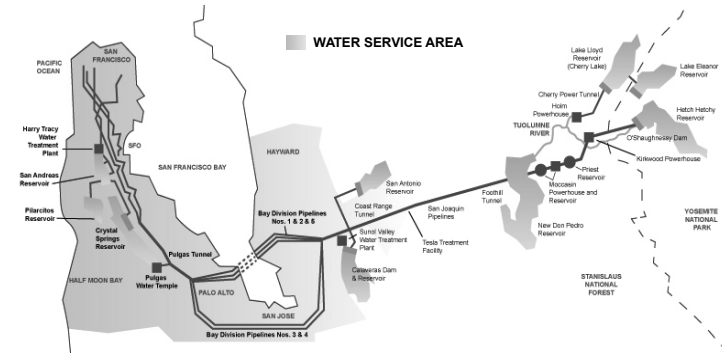 WATER SERVICE AREA
PACIFIC
OCEAN
SAN
FRANCISCO
Harry Tracy
Water
Treatment
Plant
SFO
SAN FRANCISCO BAY
HAYWARD
San Andreas
Reservoir
Pilarcitos
Reservoir
Crystal
Springs
Reservoir
Pulgas Tunnel
Pulgas
Water Temple
HALF MOON BAY
PALO ALTO
SAN JOSE
Bay Division Pipelines
Nos. 1 & 2 & 5
Bay Division Pipelines Nos. 3 & 4
San Antonio
Reservoir
Coast Range
Tunnel
Sunol Valley
Water Treatment
Plant
Calaveras Dam
& Reservoir
San Joaquin
Pipelines
Tesla Treatment
Facility
Foothill
Tunnel
New Don Pedro
Reservoir
Moccasin
Powerhouse and
Reservoir
Priest
Reservoir
TUOLUMNE
RIVER
Holm
Powerhouse
Cherry Power Tunnel
Lake Lloyd
Reservoir
(Cherry Lake)
Lake Eleanor
Reservoir
Hetch Hetchy
Reservoir
O'Shaughnessy Dam
Kirkwood Powerhouse
YOSEMITE
NATIONAL
PARK
STANISLAUS
NATIONAL
FOREST